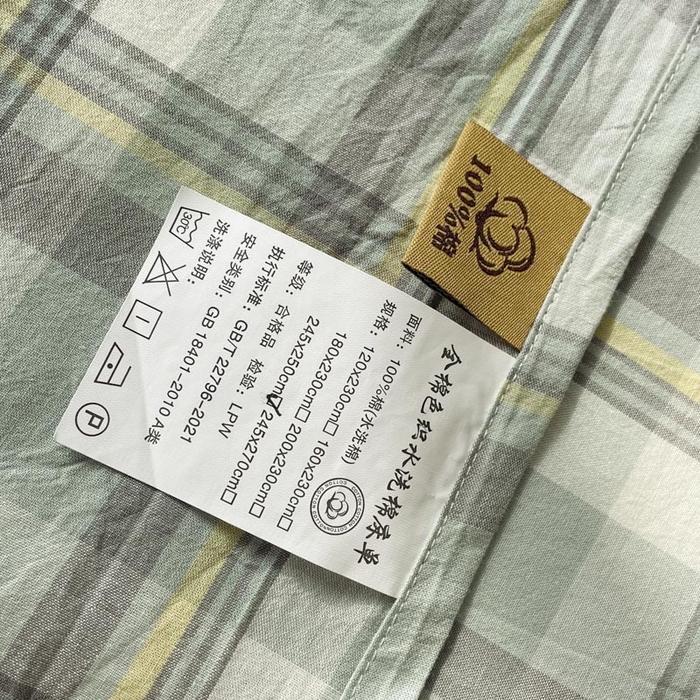 100%棉
全棉色织水洗棉床单
面料：100%棉(水洗棉)
规格：120x230cm□ 160x230cm□
180x230cm□ 200x230cm□
245x250cm✓ 245x270cm□
等级：合格品 检验：LPW
执行标准：GB/T 22796-2021
安全类别：GB 18401-2010 A类
洗涤说明：
30℃
P